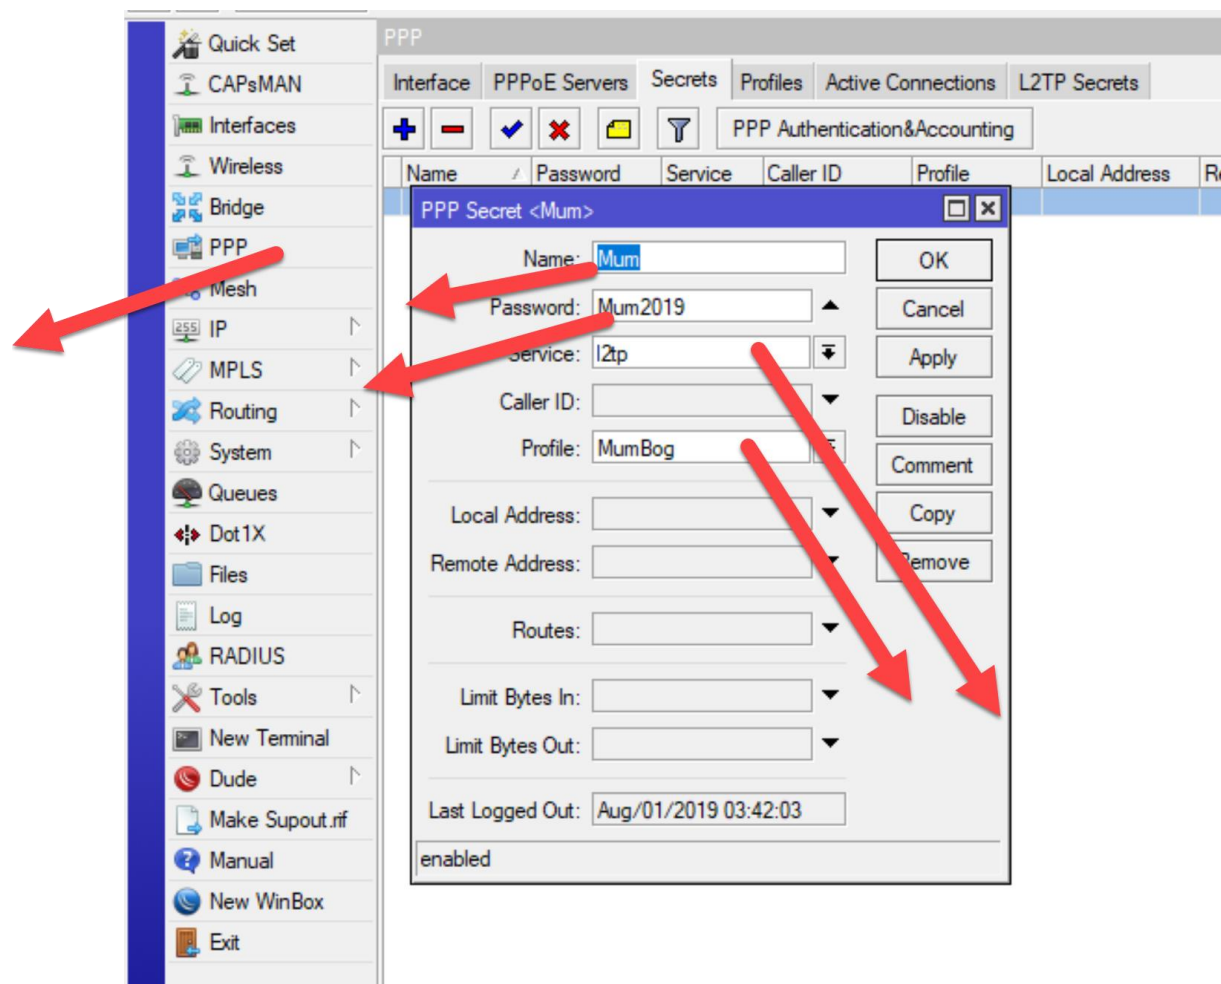 PPP
Quick Set
CAPsMAN
Interfaces
Wireless
Bridge
PPP
Mesh
255 IP
MPLS
Routing
System
Queues
Dot1X
Files
Log
RADIUS
Tools
New Terminal
Dude
Make Supout.rif
Manual
New WinBox
Exit
Interface PPPoE Servers Secrets Profiles Active Connections L2TP Secrets
PPP Authentication&Accounting
Name Password Service Caller ID Profile Local Address
PPP Secret <Mum>
Name: Mum
Password: Mum2019
Service: l2tp
Caller ID:
Profile: MumBog
Local Address:
Remote Address:
Routes:
Limit Bytes In:
Limit Bytes Out:
Last Logged Out: Aug/01/2019 03:42:03
enabled
OK
Cancel
Apply
Disable
Comment
Copy
Remove